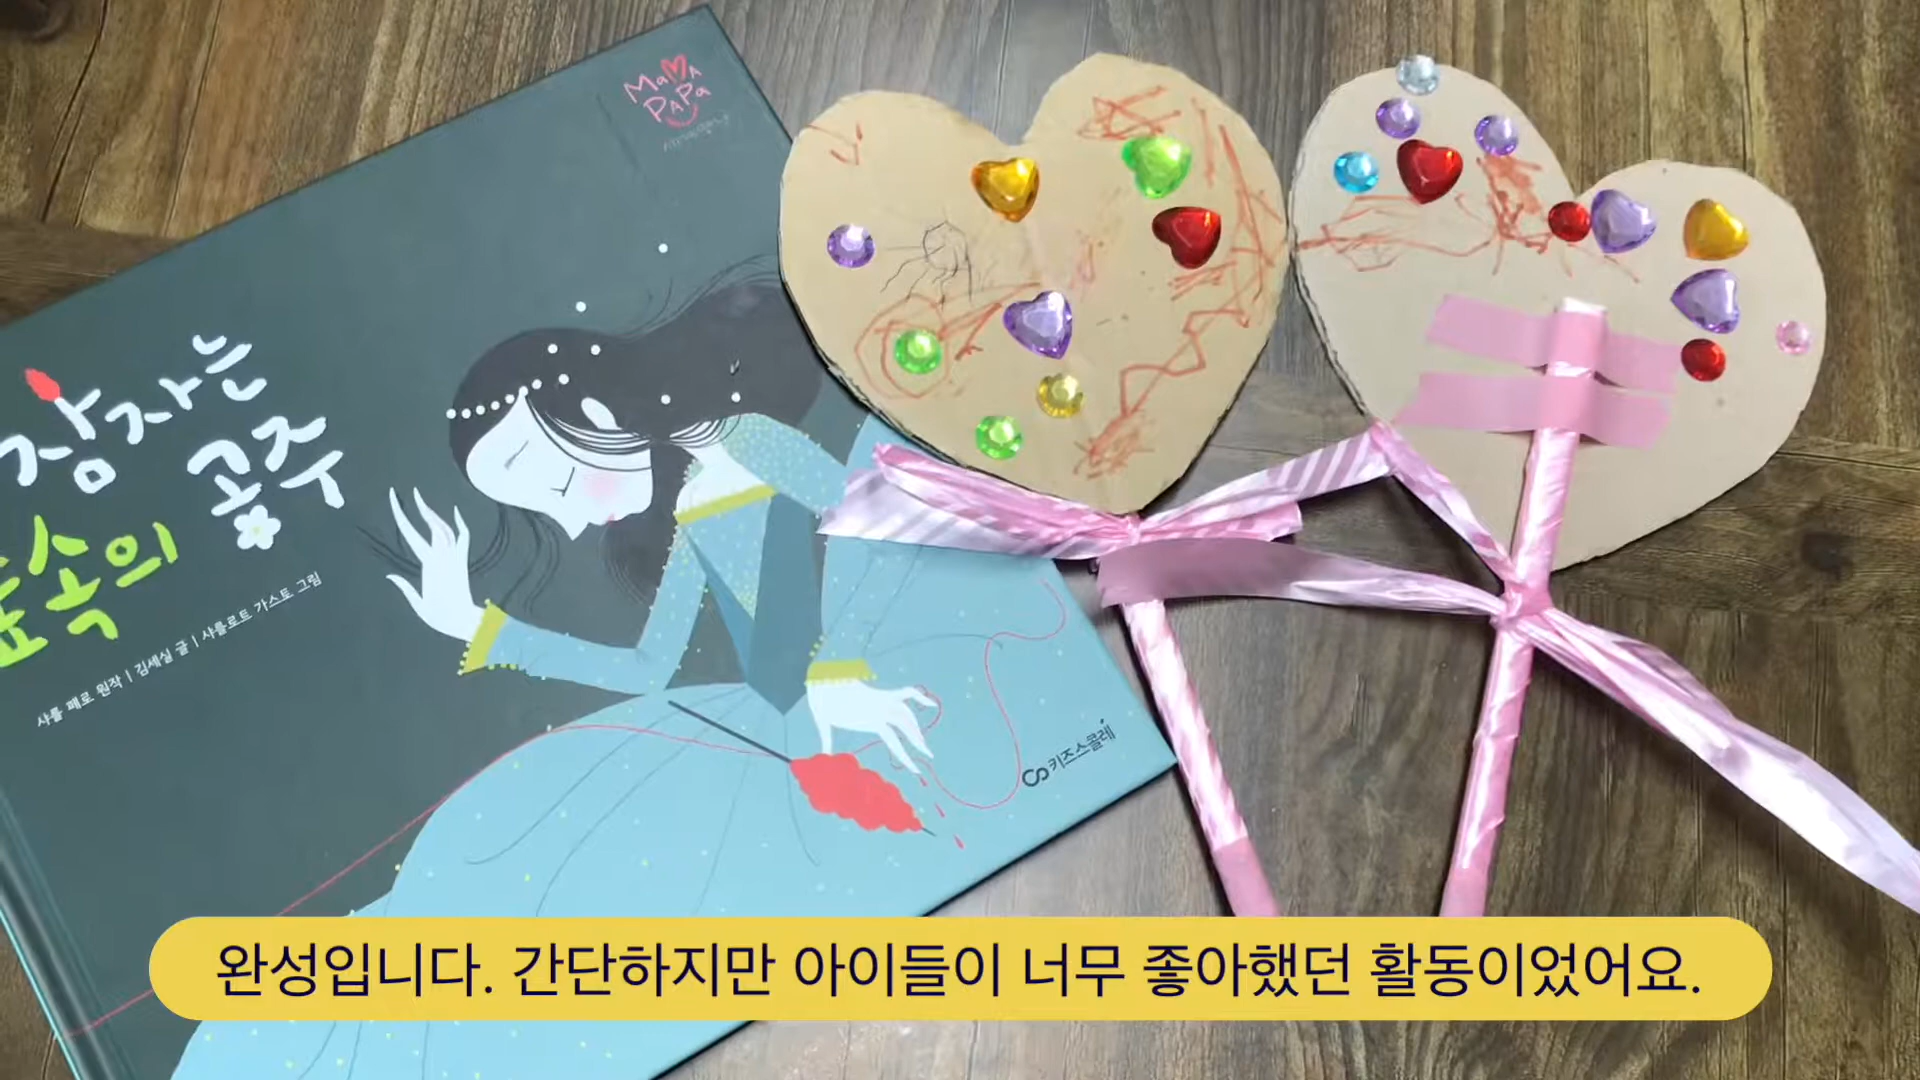 MaMA
PAPa
잠자는
숲속의 공주
샤를 페로 원작 | 김세실 글 | 샤를로트 가스토 그림
키즈스콜레
완성입니다. 간단하지만 아이들이 너무 좋아했던 활동이었어요.